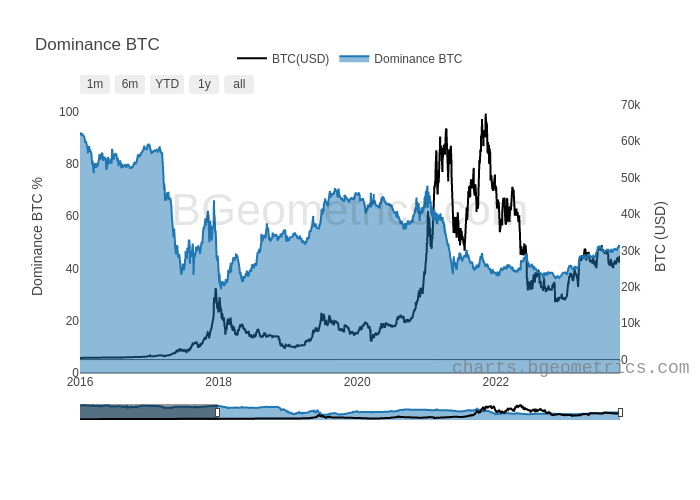 Dominance BTC
BTC(USD) Dominance BTC
1m 6m YTD 1y all
100
80
60
40
20
0
Dominance BTC %
70k
60k
50k
40k
30k
20k
10k
0
BTC (USD)
BGeometrics.com
charts.bgeometrics.com
2016 2018 2020 2022